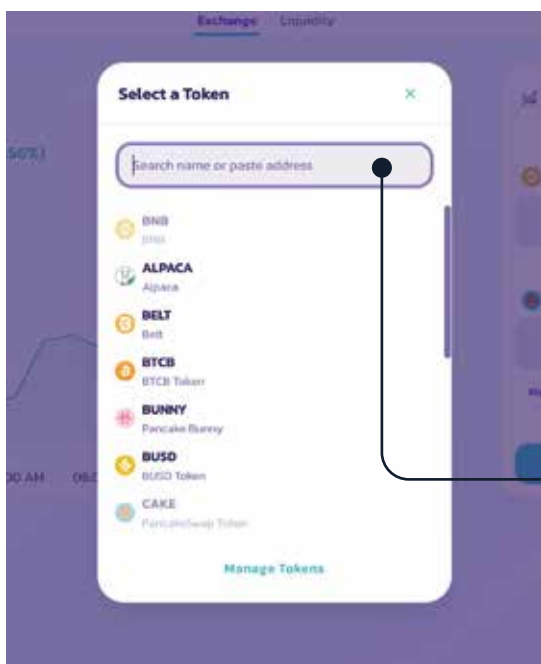 Exchange Liquidity
Select a Token
Search name or paste address
BNB
BNB
ALPACA
Alpaca
BELT
Belt
BTCB
BTCB Token
BUNNY
Pancake Bunny
BUSD
BUSD Token
CAKE
PancakeSwap Token
Manage Tokens